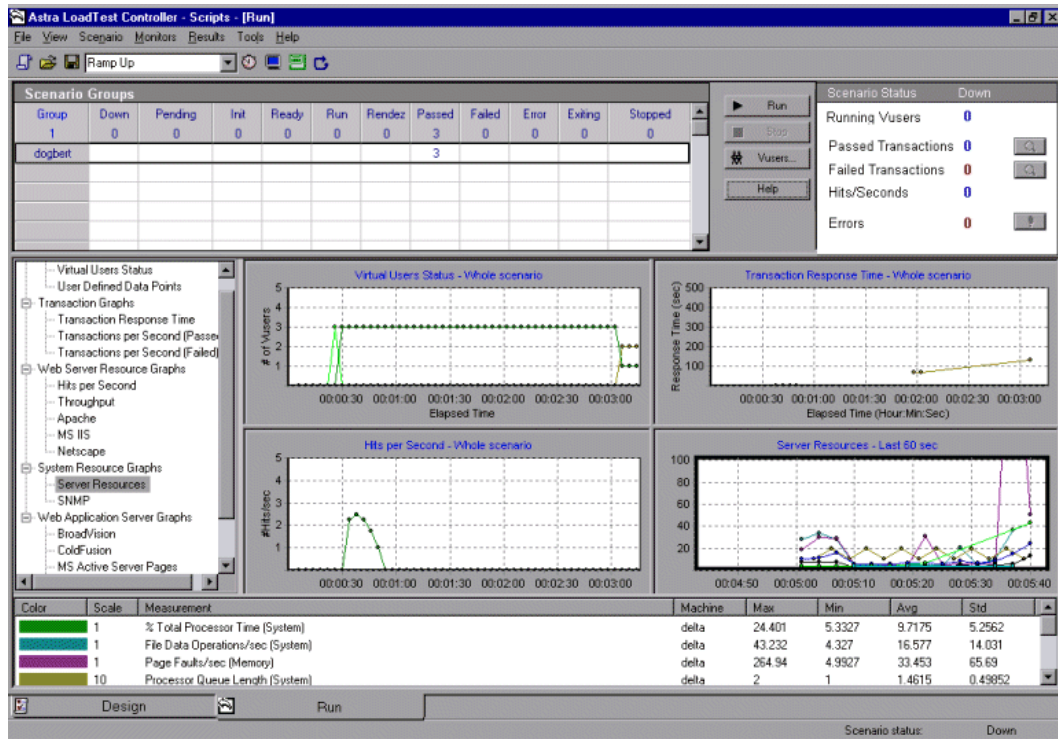 Astra LoadTest Controller - Scripts - [Run]
File View Scenario Monitors Results Tools Help
Ramp Up
Scenario Groups
Group Down Pending Init Ready Run Rendez Passed Failed Error Exiting Stopped
1 0 0 0 0 0 0 3 0 0 0 0
dogbert 3
Run
Stop
Vusers...
Help
Scenario Status Down
Running Vusers 0
Passed Transactions 0
Failed Transactions 0
Hits/Seconds 0
Errors 0
Virtual Users Status
User Defined Data Points
Transaction Graphs
Transaction Response Time
Transactions per Second (Passe
Transactions per Second (Failed)
Web Server Resource Graphs
Hits per Second
Throughput
Apache
MS IIS
Netscape
System Resource Graphs
Server Resources
SNMP
Web Application Server Graphs
BroadVision
ColdFusion
MS Active Server Pages
Virtual Users Status - Whole scenario
# of Vusers
5
4
3
2
1
00:00:30 00:01:00 00:01:30 00:02:00 00:02:30 00:03:00
Elapsed Time
Transaction Response Time - Whole scenario
Response Time (sec)
500
400
300
200
100
00:00:30 00:01:00 00:01:30 00:02:00 00:02:30 00:03:00
Elapsed Time (Hour:Min:Sec)
Hits per Second - Whole scenario
#Hits/sec
5
4
3
2
1
00:00:30 00:01:00 00:01:30 00:02:00 00:02:30 00:03:00
Server Resources - Last 60 sec
100
80
60
40
20
00:04:50 00:05:00 00:05:10 00:05:20 00:05:30 00:05:40
Color Scale Measurement Machine Max Min Avg Std
1 % Total Processor Time (System) delta 24.401 5.3327 9.7175 5.2562
1 File Data Operations/sec (System) delta 43.232 4.327 16.577 14.031
1 Page Faults/sec (Memory) delta 264.94 4.9927 33.453 65.69
10 Processor Queue Length (System) delta 2 1 1.4615 0.49852
Design Run
Scenario status: Down